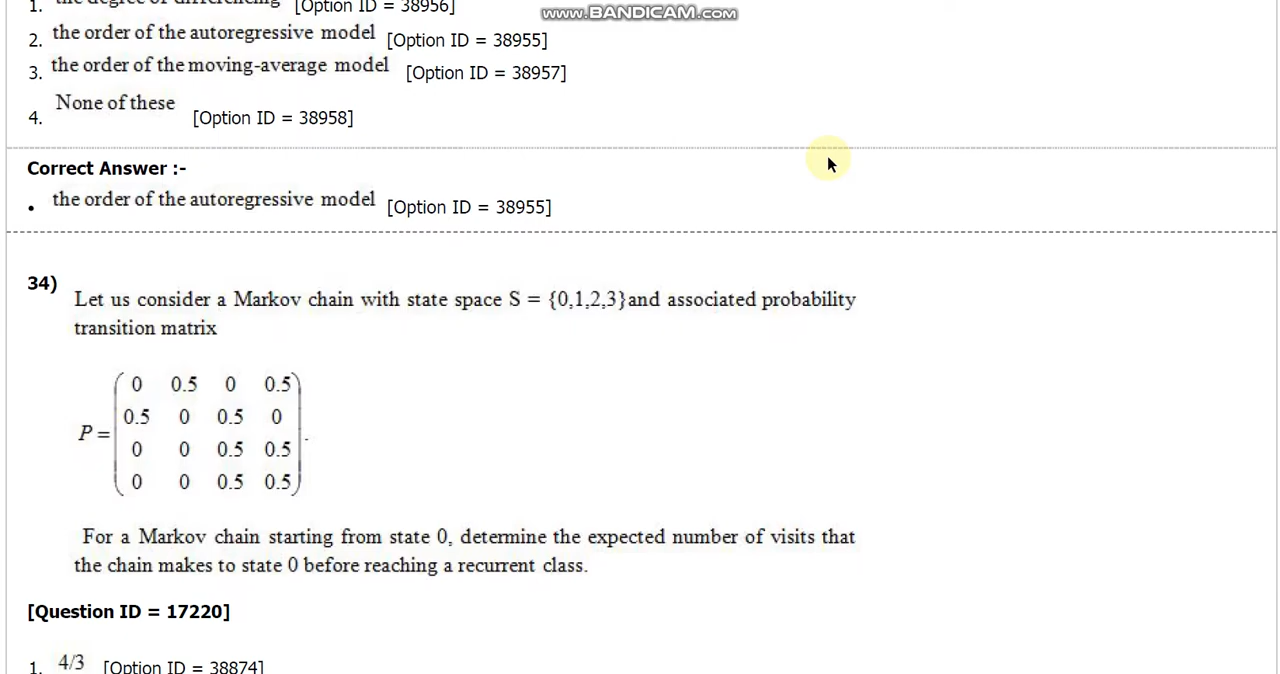 1. the degree of differencing [Option ID = 38956]
www.BANDICAM.com
2. the order of the autoregressive model [Option ID = 38955]
3. the order of the moving-average model [Option ID = 38957]
4. None of these [Option ID = 38958]
Correct Answer :-
• the order of the autoregressive model [Option ID = 38955]
34)
Let us consider a Markov chain with state space S = {0,1,2,3}and associated probability
transition matrix
0 0.5 0 0.5
0.5 0 0.5 0
P =
0 0 0.5 0.5
0 0 0.5 0.5
.
For a Markov chain starting from state 0, determine the expected number of visits that
the chain makes to state 0 before reaching a recurrent class.
[Question ID = 17220]
1. 4/3 [Option ID = 38874]